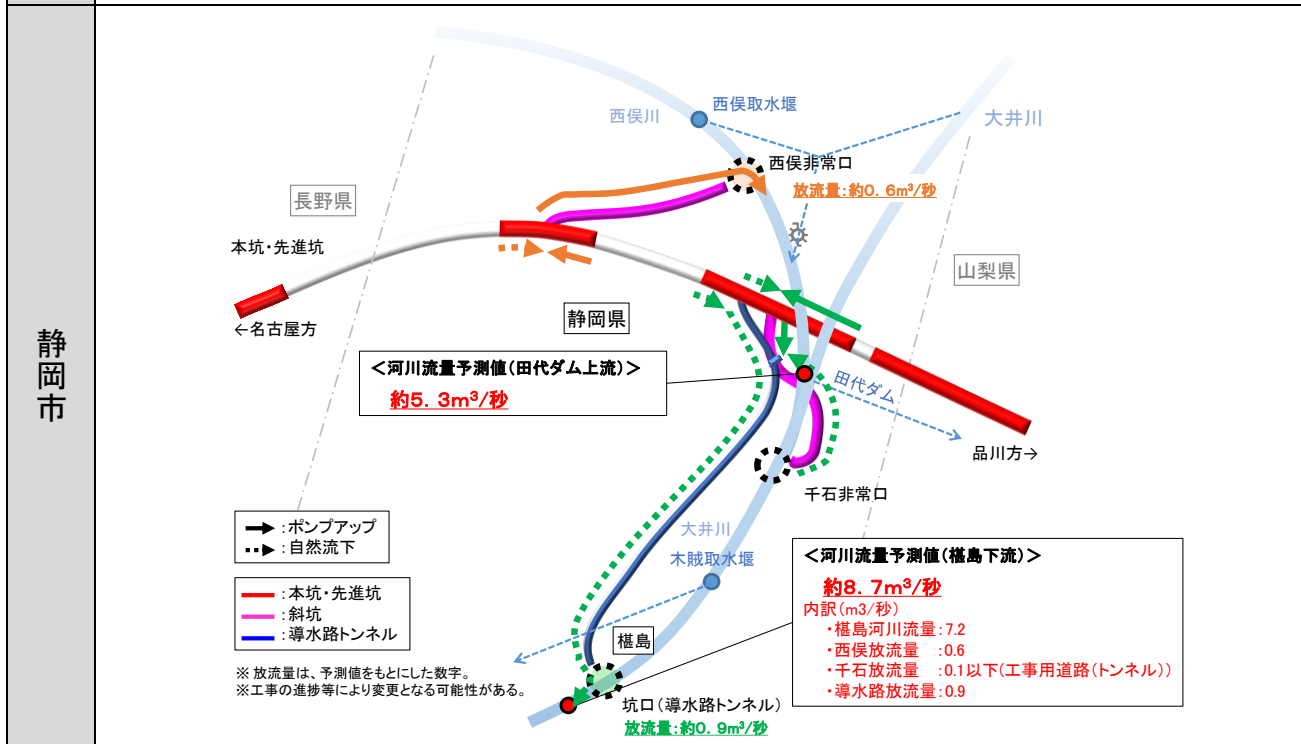 静岡市
西俣川
西俣取水堰
大井川
西俣非常口
放流量:約0.6m³/秒
長野県
山梨県
本坑・先進坑
←名古屋方
静岡県
<河川流量予測値(田代ダム上流)>
約5.3m³/秒
田代ダム
品川方→
千石非常口
:ポンプアップ
:自然流下
大井川
木賊取水堰
:本坑・先進坑
:斜坑
:導水路トンネル
<河川流量予測値(椹島下流)>
約8.7m³/秒
内訳(m3/秒)
・椹島河川流量:7.2
・西俣放流量 :0.6
・千石放流量 :0.1以下(工事用道路(トンネル))
・導水路放流量:0.9
椹島
※ 放流量は、予測値をもとにした数字。
※工事の進捗等により変更となる可能性がある。
坑口(導水路トンネル)
放流量:約0.9m³/秒